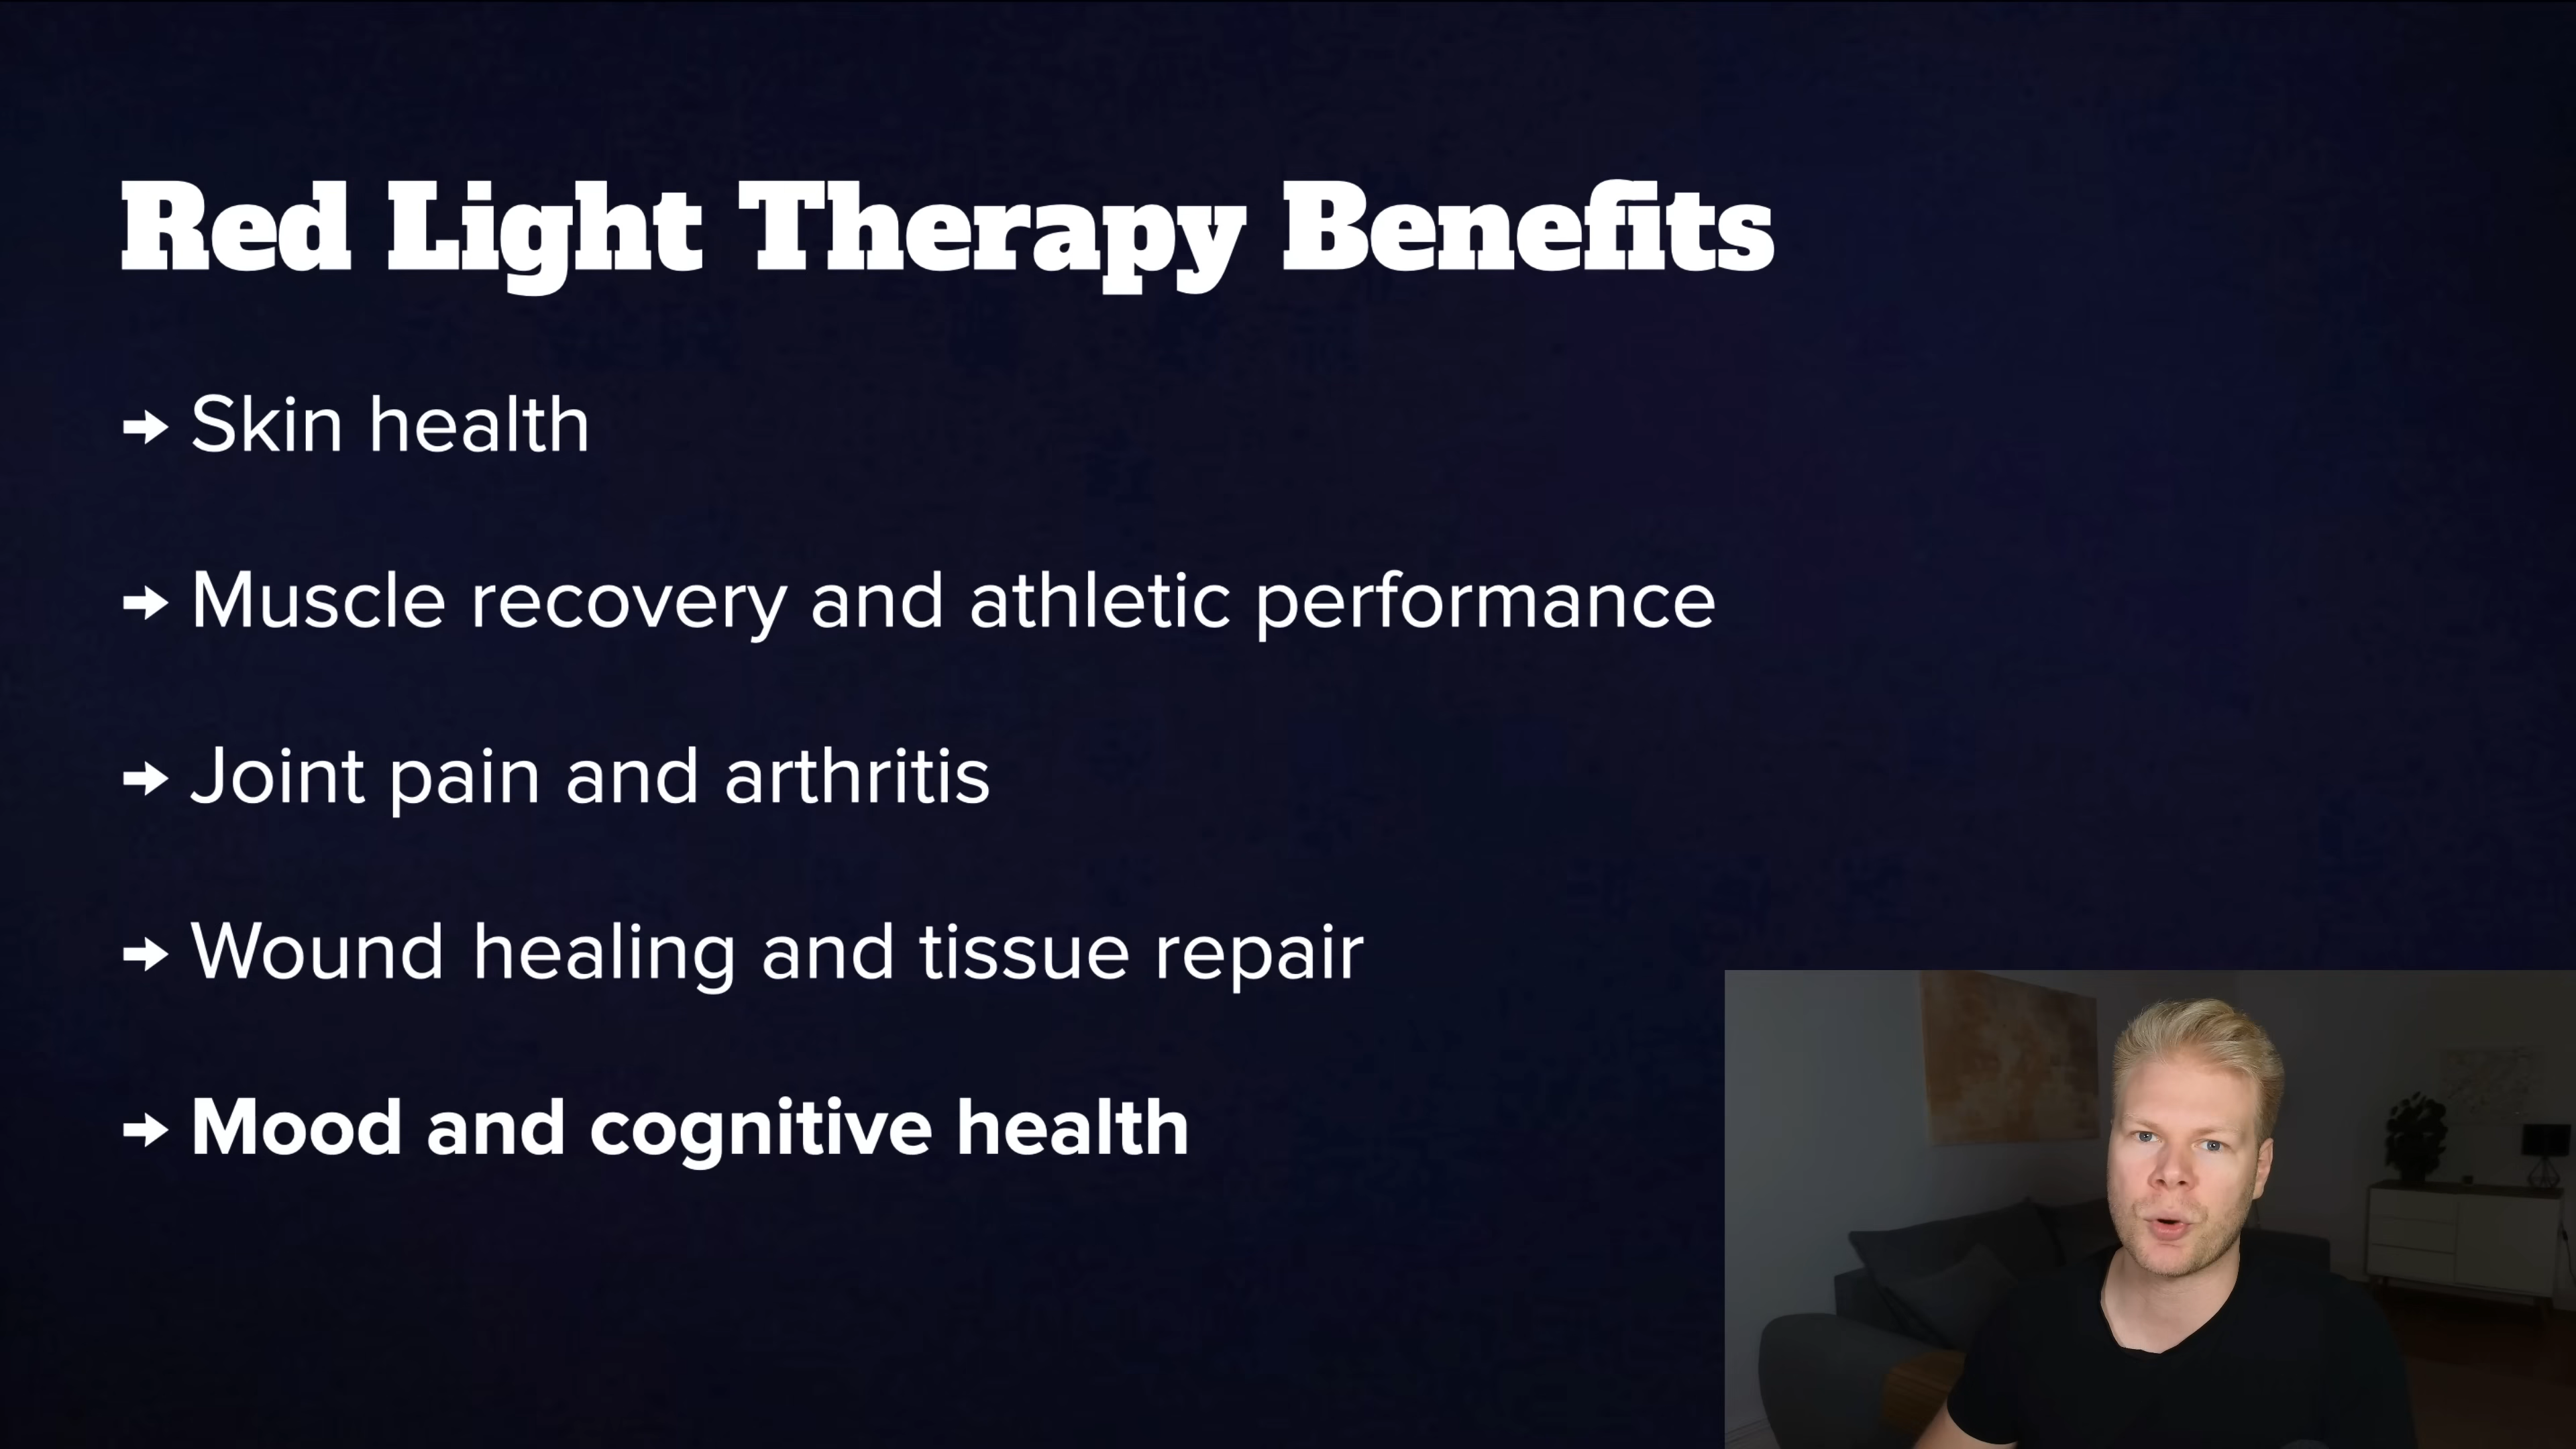 Red Light Therapy Benefits
→ Skin health
→ Muscle recovery and athletic performance
→ Joint pain and arthritis
→ Wound healing and tissue repair
→ Mood and cognitive health